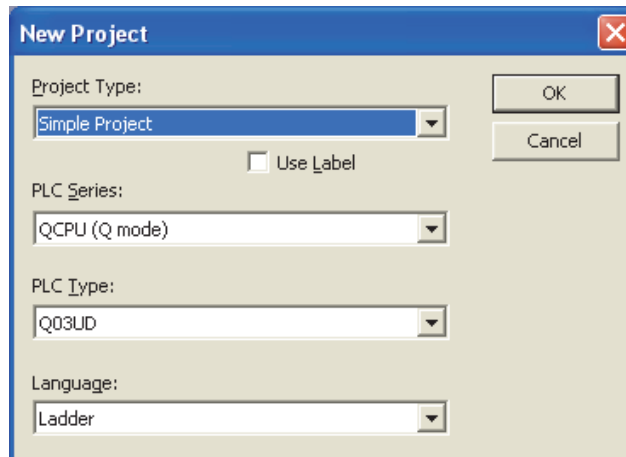 New Project
Project Type:
OK
Simple Project
Cancel
Use Label
PLC Series:
QCPU (Q mode)
PLC Type:
Q03UD
Language:
Ladder